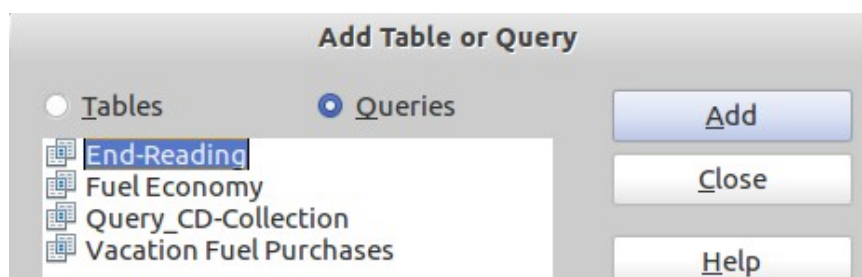 Add Table or Query
Tables
Queries
Add
End-Reading
Fuel Economy
Close
Query_CD-Collection
Vacation Fuel Purchases
Help